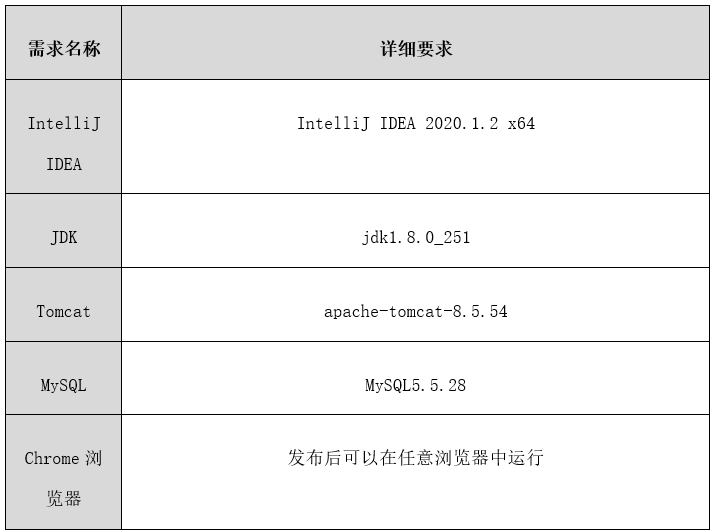 需求名称 详细要求
IntelliJ IntelliJ IDEA 2020.1.2 x64
IDEA
JDK jdk1.8.0_251
Tomcat apache-tomcat-8.5.54
MySQL MySQL5.5.28
Chrome 浏 发布后可以在任意浏览器中运行
览器